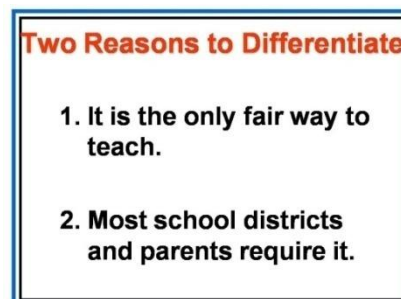 Two Reasons to Differentiate
1. It is the only fair way to
teach.
2. Most school districts
and parents require it.